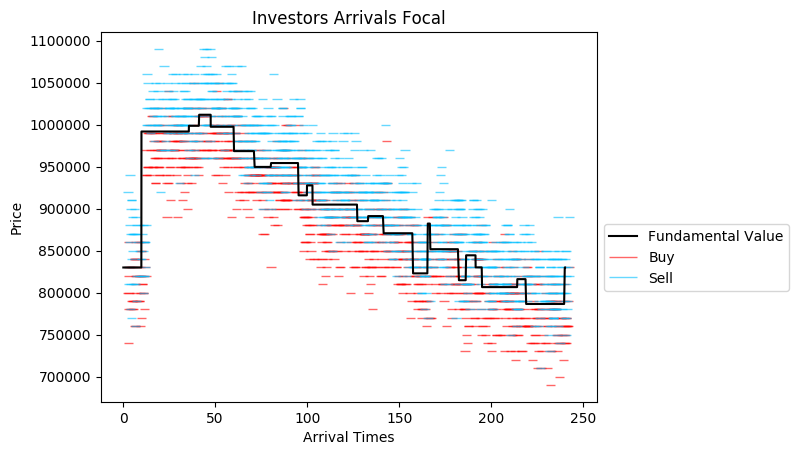 Investors Arrivals Focal
1100000
1050000
1000000
950000
900000
850000
800000
750000
700000
Price
0 50 100 150 200 250
Arrival Times
Fundamental Value
Buy
Sell